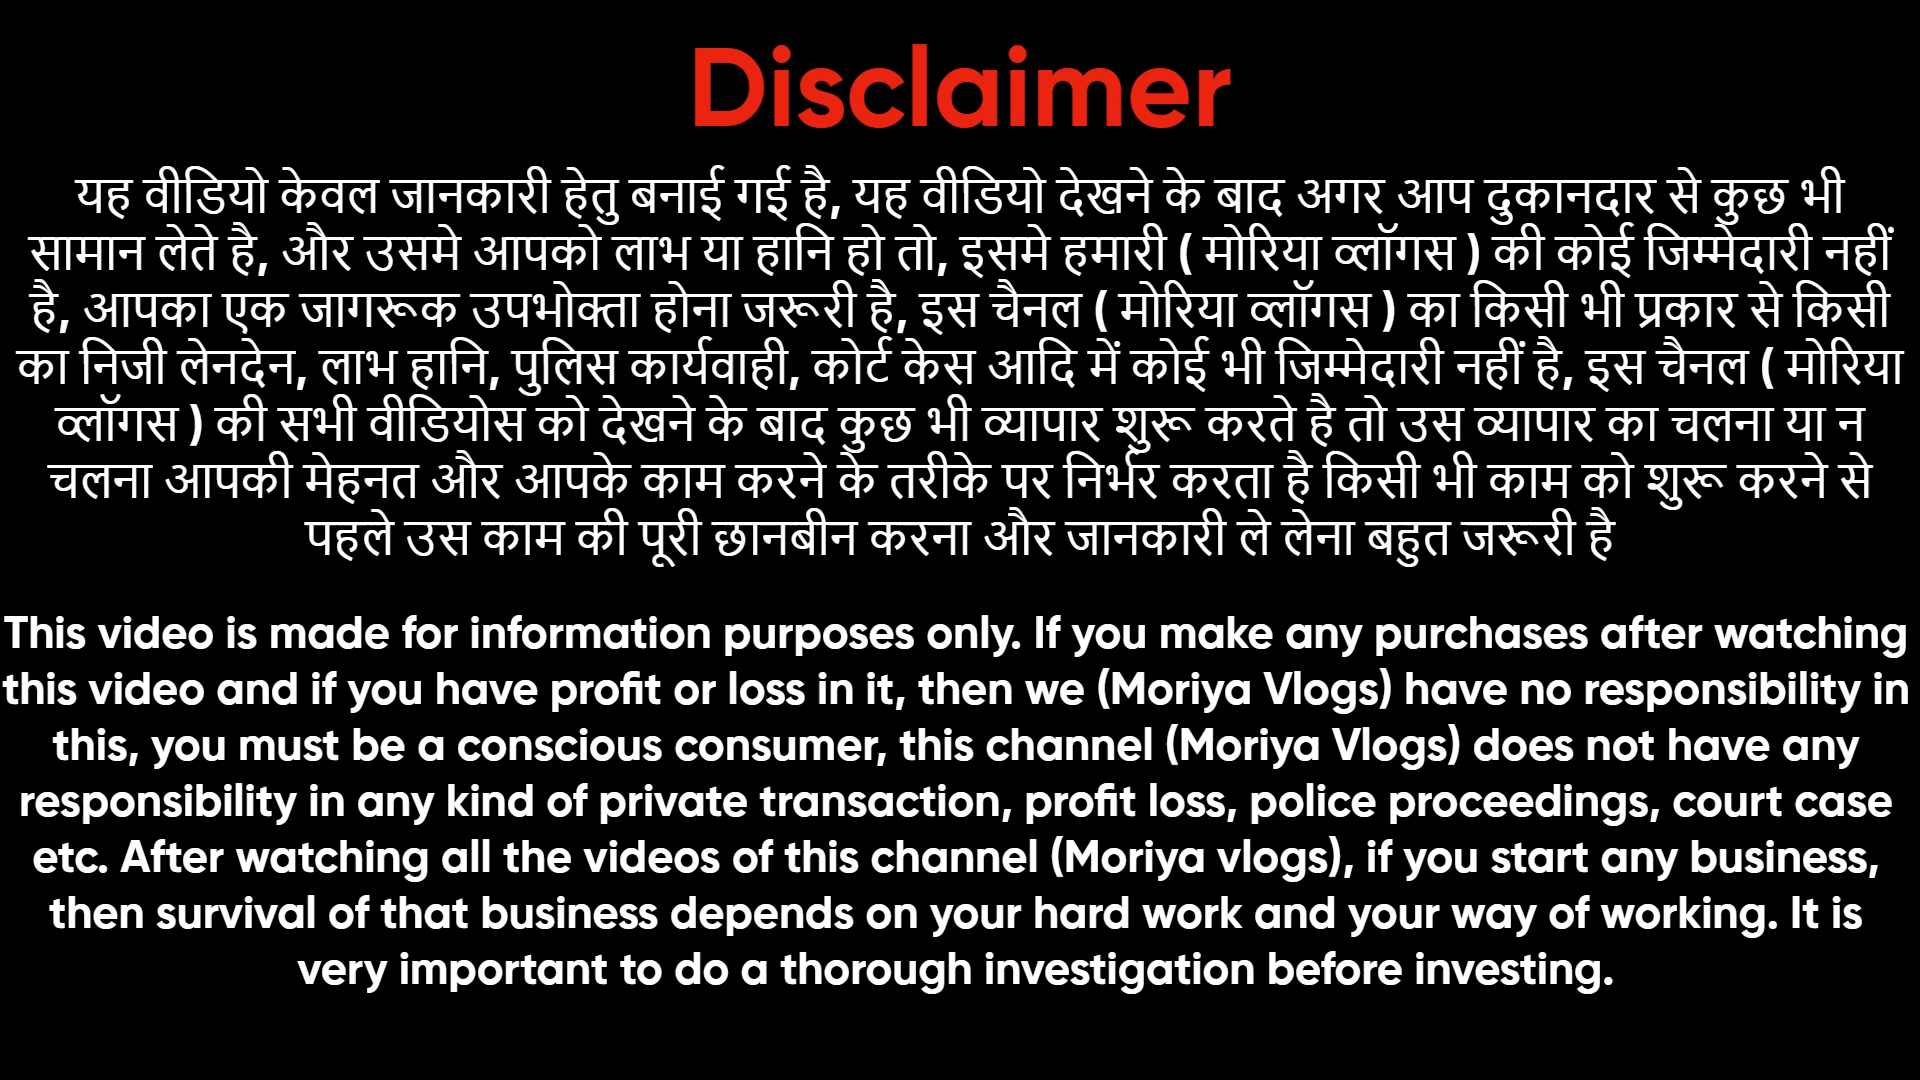 Disclaimer
यह वीडियो केवल जानकारी हेतु बनाई गई है, यह वीडियो देखने के बाद अगर आप दुकानदार से कुछ भी
सामान लेते है, और उसमे आपको लाभ या हानि हो तो, इसमे हमारी ( मोरिया व्लॉगस ) की कोई जिम्मेदारी नहीं
है, आपका एक जागरूक उपभोक्ता होना जरूरी है, इस चैनल ( मोरिया व्लॉगस ) का किसी भी प्रकार से किसी
का निजी लेनदेन, लाभ हानि, पुलिस कार्यवाही, कोर्ट केस आदि में कोई भी जिम्मेदारी नहीं है, इस चैनल ( मोरिया
व्लॉगस ) की सभी वीडियोस को देखने के बाद कुछ भी व्यापार शुरू करते है तो उस व्यापार का चलना या न
चलना आपकी मेहनत और आपके काम करने के तरीके पर निर्भर करता है किसी भी काम को शुरू करने से
पहले उस काम की पूरी छानबीन करना और जानकारी ले लेना बहुत जरूरी है
This video is made for information purposes only. If you make any purchases after watching
this video and if you have profit or loss in it, then we (Moriya Vlogs) have no responsibility in
this, you must be a conscious consumer, this channel (Moriya Vlogs) does not have any
responsibility in any kind of private transaction, profit loss, police proceedings, court case
etc. After watching all the videos of this channel (Moriya vlogs), if you start any business,
then survival of that business depends on your hard work and your way of working. It is
very important to do a thorough investigation before investing.